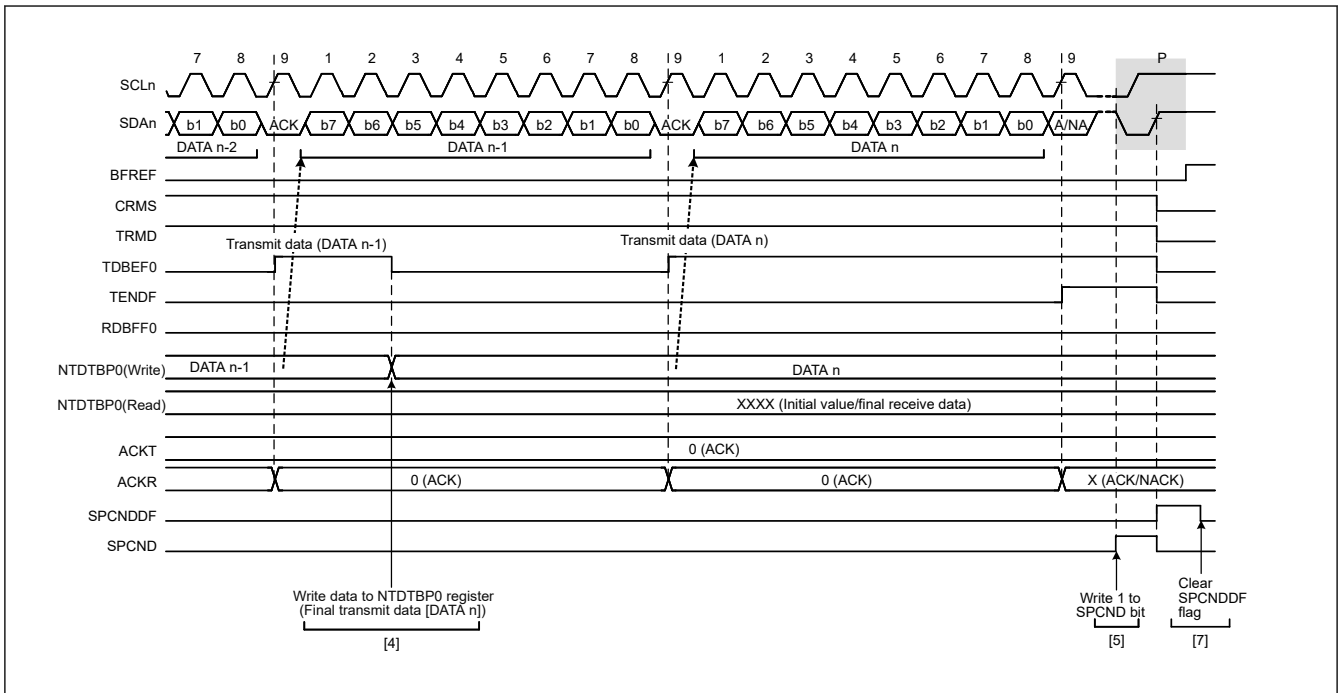 7 8 9 1 2 3 4 5 6 7 8 9 1 2 3 4 5 6 7 8 9 P
SCLn
SDAn b1 b0 ACK b7 b6 b5 b4 b3 b2 b1 b0 ACK b7 b6 b5 b4 b3 b2 b1 b0 A/NA
DATA n-2 DATA n-1 DATA n
BFREF
CRMS
TRMD
Transmit data (DATA n-1) Transmit data (DATA n)
TDBEF0
TENDF
RDBFF0
NTDTBP0(Write) DATA n-1 DATA n
NTDTBP0(Read) XXXX (Initial value/final receive data)
ACKT 0 (ACK)
ACKR 0 (ACK) 0 (ACK) X (ACK/NACK)
SPCNDDF
SPCND
Write data to NTDTBP0 register
(Final transmit data [DATA n])
[4]
Write 1 to
SPCND bit
[5]
Clear
SPCNDDF
flag
[7]